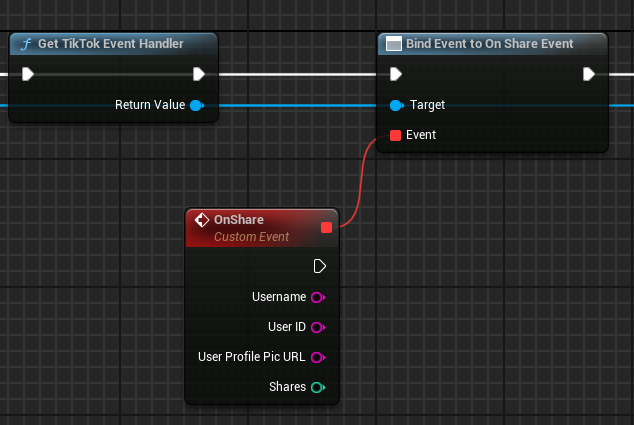 Get TikTok Event Handler
Return Value
Bind Event to On Share Event
Target
Event
OnShare
Custom Event
Username
User ID
User Profile Pic URL
Shares